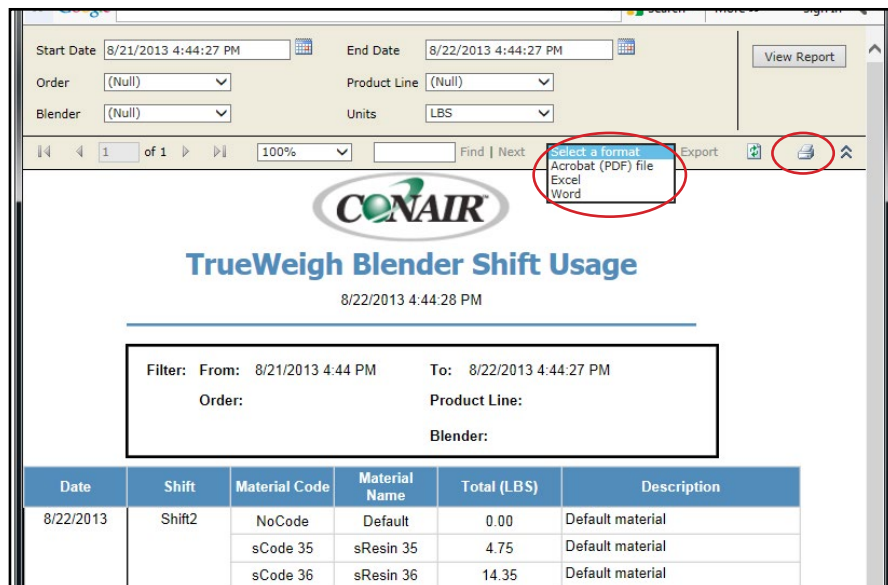 Google Search More Sign In
Start Date 8/21/2013 4:44:27 PM End Date 8/22/2013 4:44:27 PM View Report
Order (Null) Product Line (Null)
Blender (Null) Units LBS
1 of 1 100% Find | Next Select a format Export
Acrobat (PDF) file
Excel
Word
CONAIR
TrueWeigh Blender Shift Usage
8/22/2013 4:44:28 PM
Filter: From: 8/21/2013 4:44 PM To: 8/22/2013 4:44:27 PM
Order: Product Line:
Blender:
Date Shift Material Code Material Name Total (LBS) Description
8/22/2013 Shift2 NoCode Default 0.00 Default material
sCode 35 sResin 35 4.75 Default material
sCode 36 sResin 36 14.35 Default material